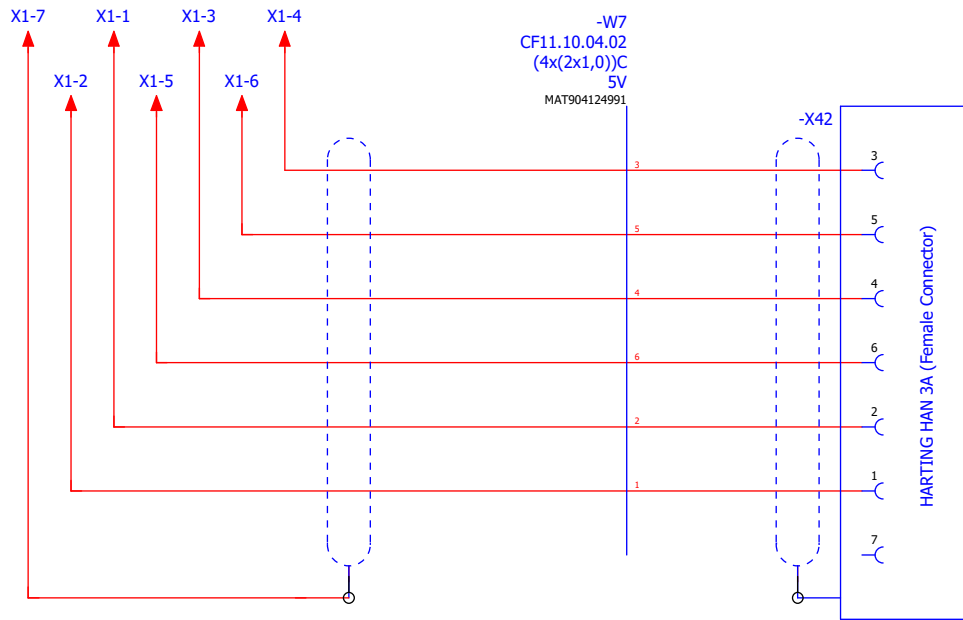 X1-7
X1-1
X1-3
X1-4
X1-2
X1-5
X1-6
-W7
CF11.10.04.02
(4x(2x1,0))C
5V
MAT904124991
-X42
3
3
5
5
4
4
6
6
2
2
1
1
7
HARTING HAN 3A (Female Connector)